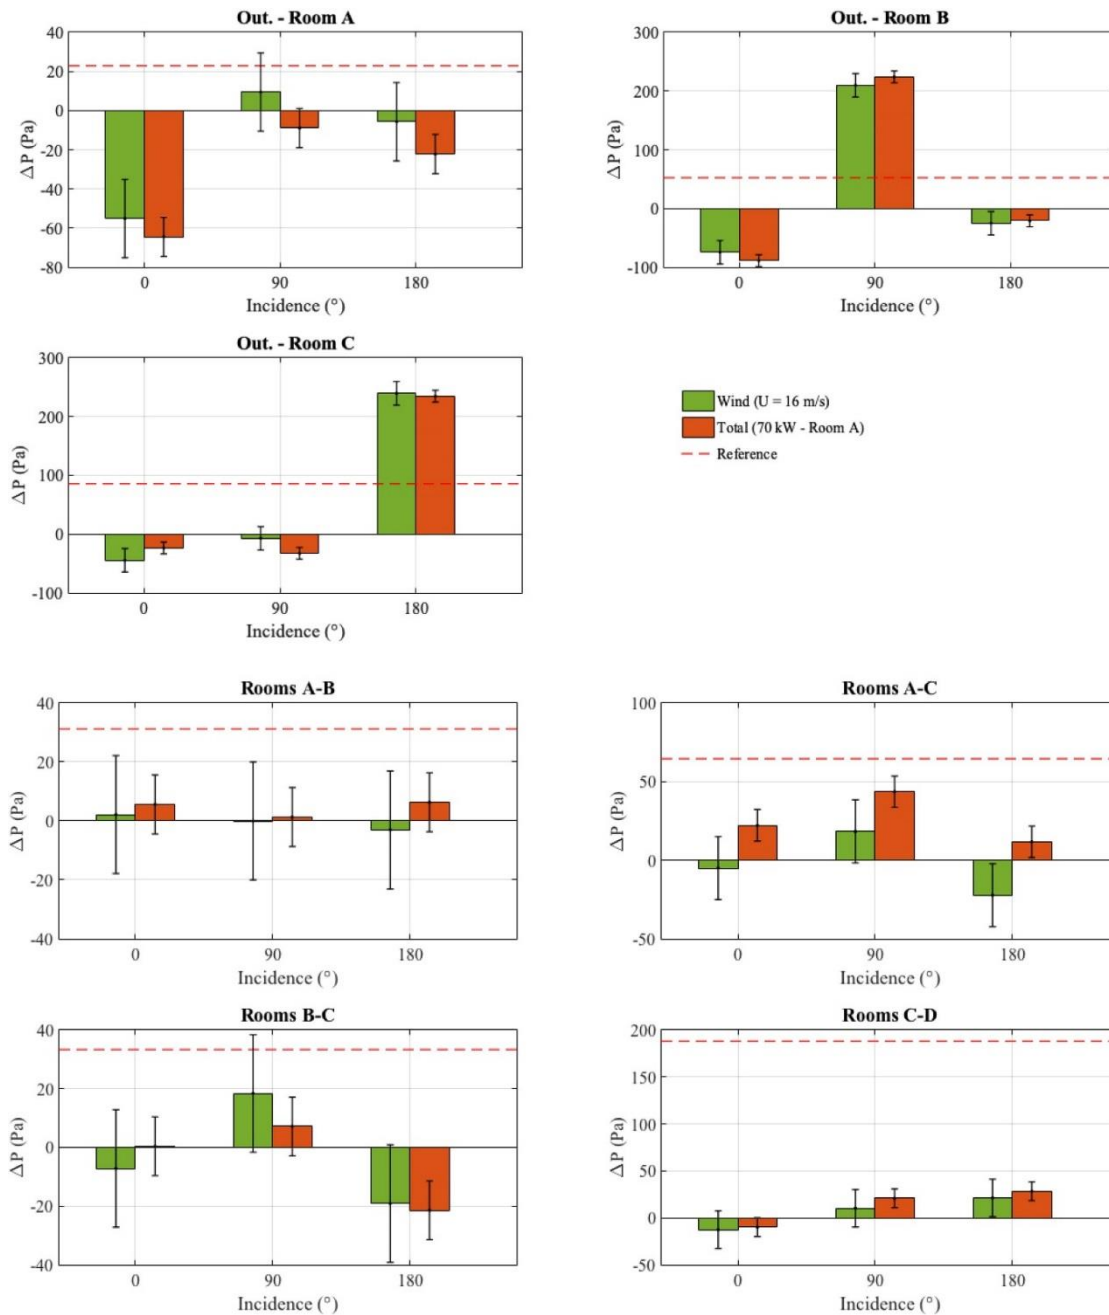 Out. - Room A
40
20
0
-20
-40
-60
-80
ΔP (Pa)
0 90 180
Incidence (°)
Out. - Room B
300
200
100
0
-100
ΔP (Pa)
0 90 180
Incidence (°)
Out. - Room C
300
200
100
0
-100
ΔP (Pa)
0 90 180
Incidence (°)
Wind (U = 16 m/s)
Total (70 kW - Room A)
Reference
Rooms A-B
40
20
0
-20
-40
ΔP (Pa)
0 90 180
Incidence (°)
Rooms A-C
100
50
0
-50
ΔP (Pa)
0 90 180
Incidence (°)
Rooms B-C
40
20
0
-20
-40
ΔP (Pa)
0 90 180
Incidence (°)
Rooms C-D
200
150
100
50
0
-50
ΔP (Pa)
0 90 180
Incidence (°)